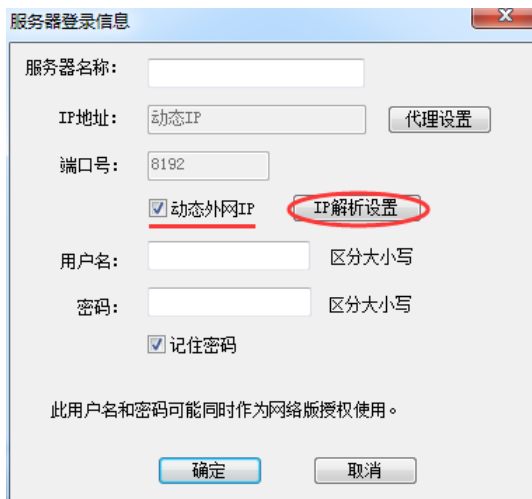 服务器登录信息
服务器名称：
IP地址： 动态IP 代理设置
端口号： 8192
动态外网IP IP解析设置
用户名： 区分大小写
密码： 区分大小写
记住密码
此用户名和密码可能同时作为网络版授权使用。
确定 取消